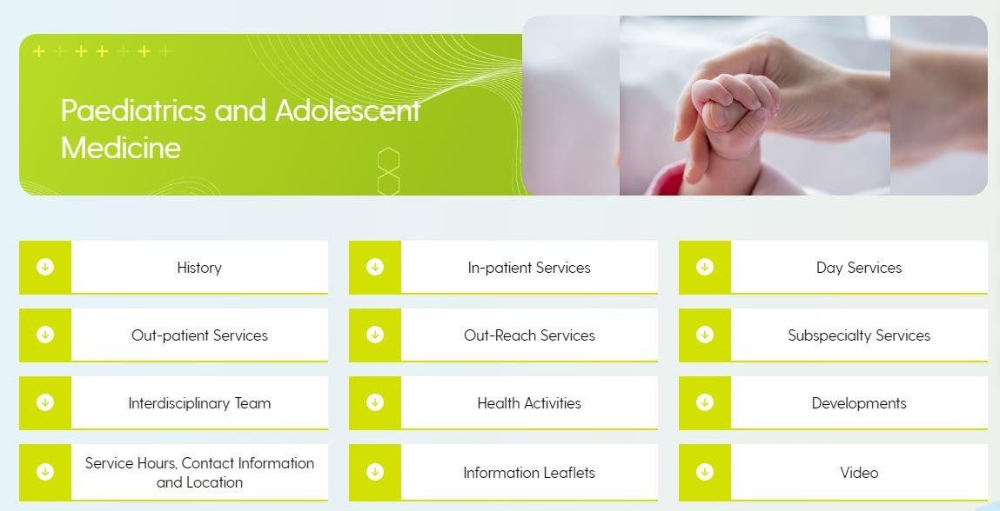 Paediatrics and Adolescent
Medicine
History
In-patient Services
Day Services
Out-patient Services
Out-Reach Services
Subspecialty Services
Interdisciplinary Team
Health Activities
Developments
Service Hours, Contact Information
and Location
Information Leaflets
Video